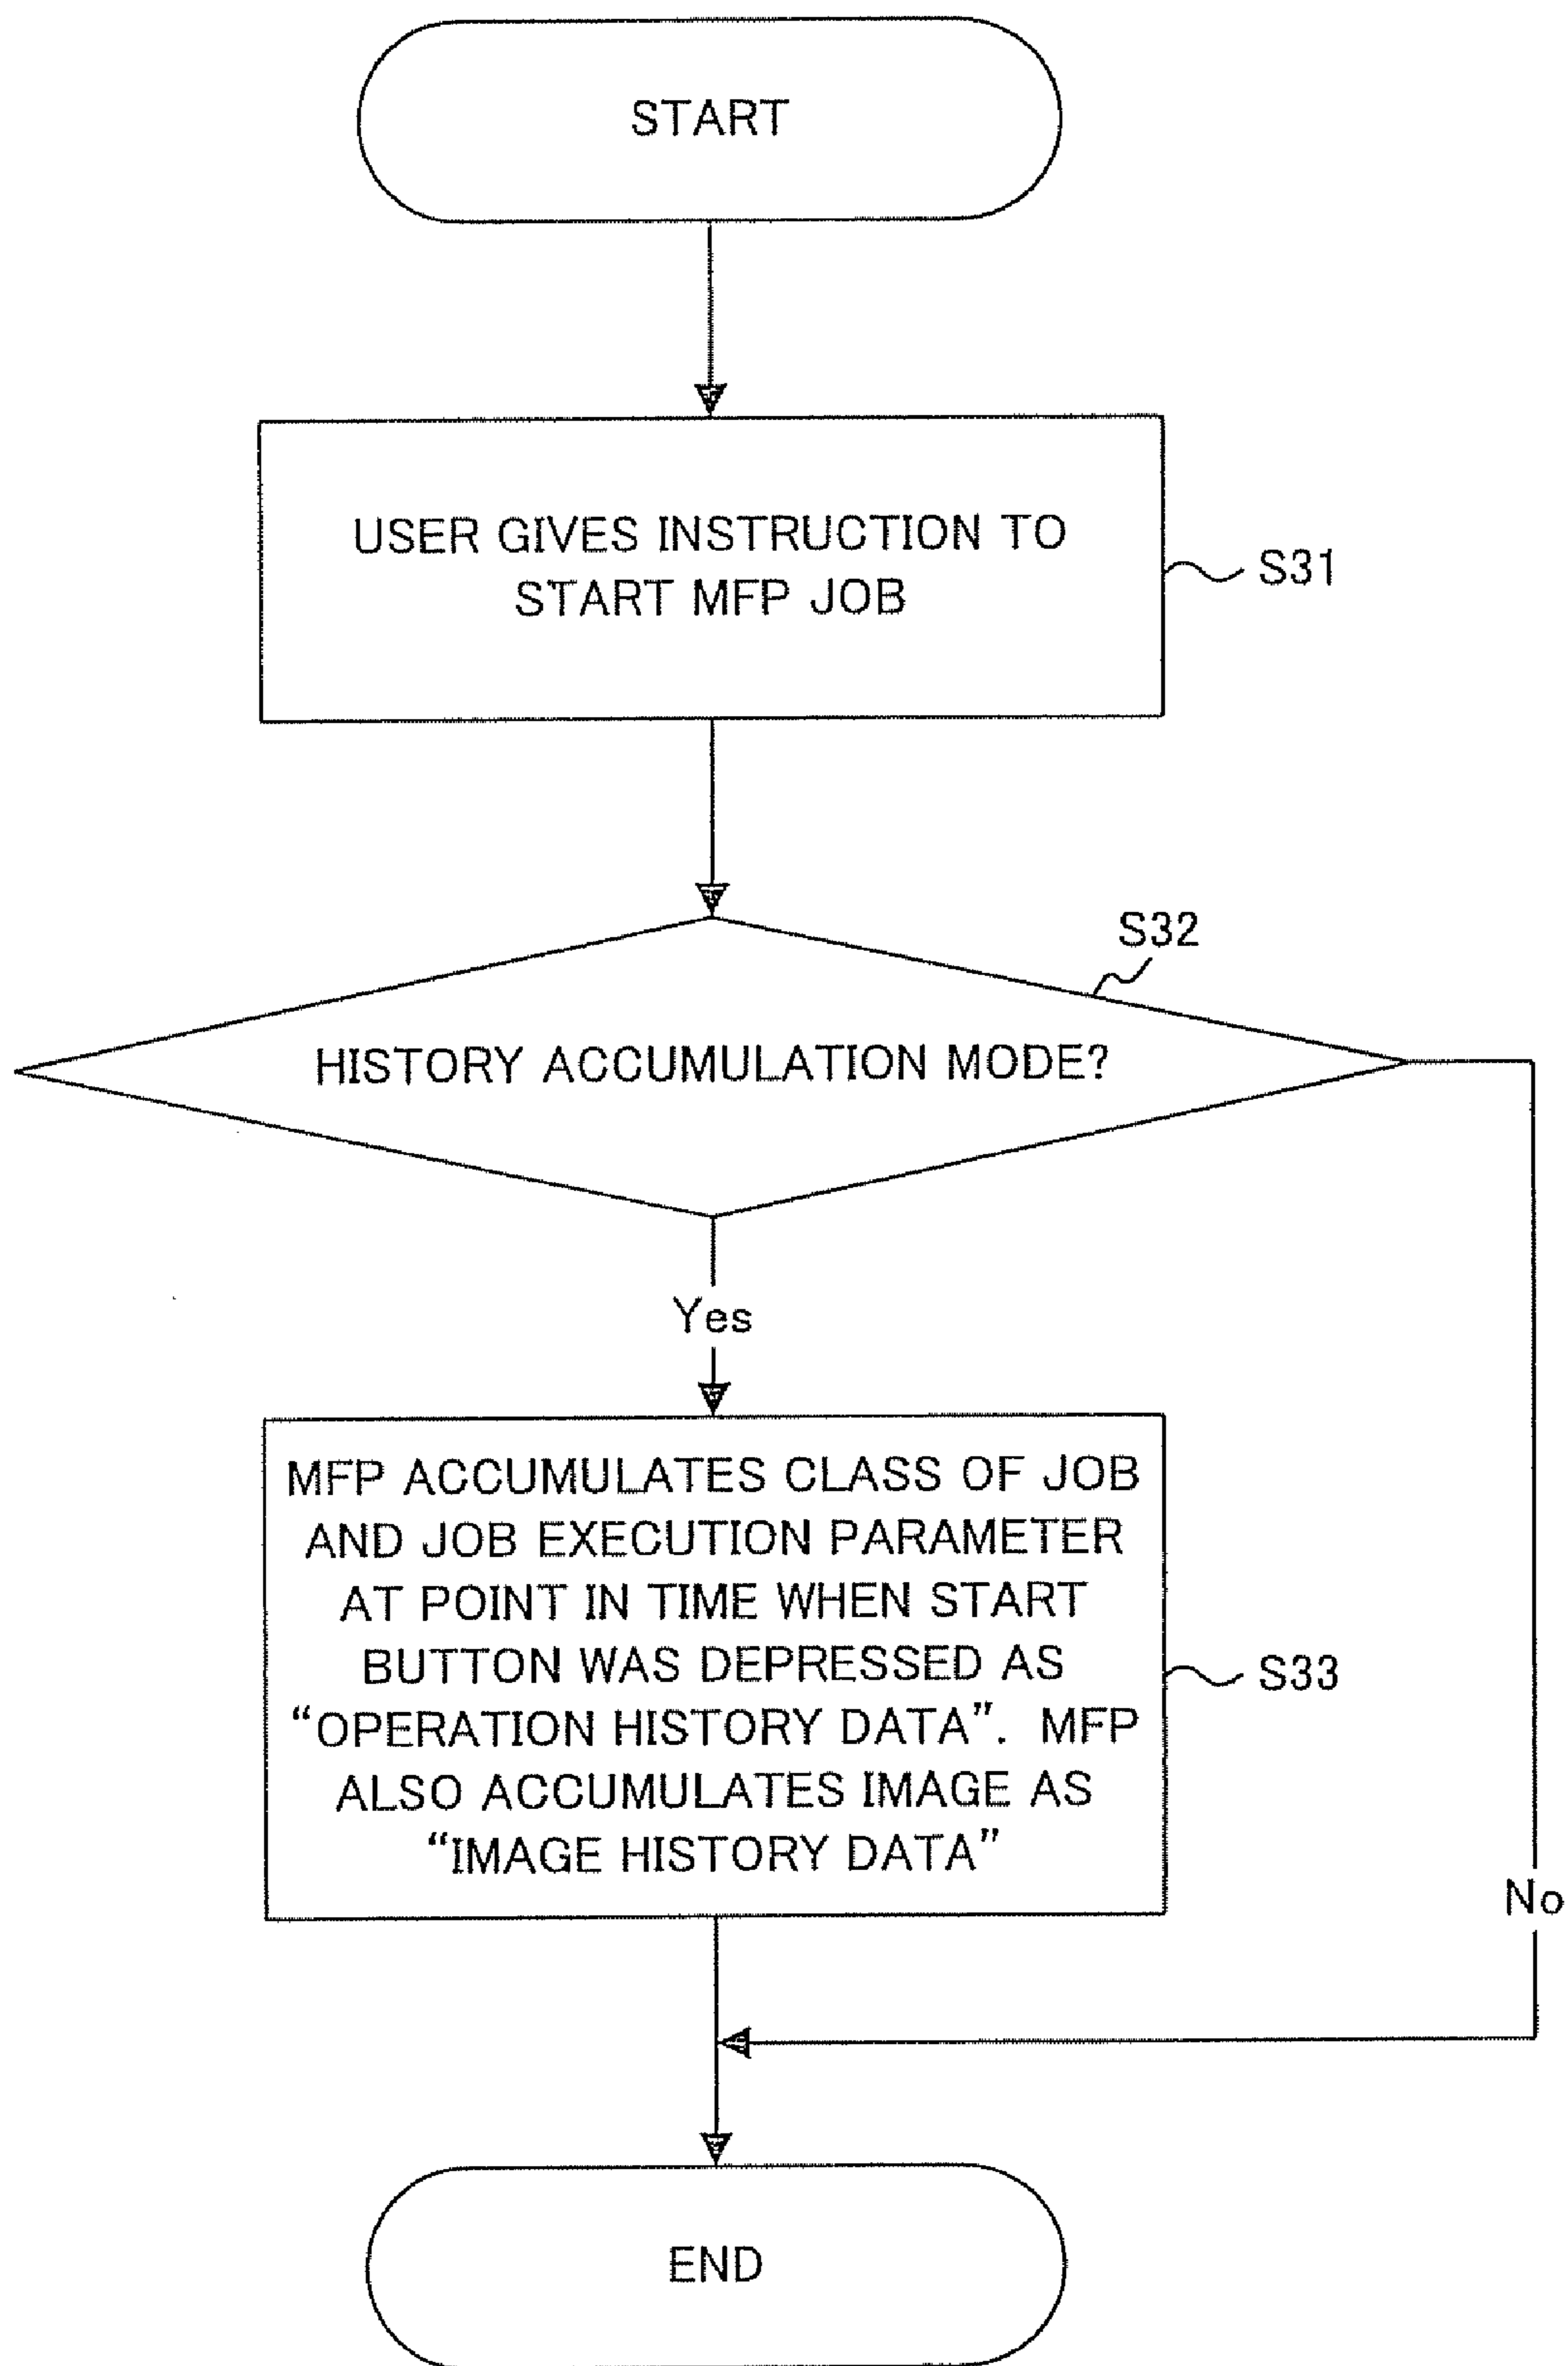 START
USER GIVES INSTRUCTION TO
START MFP JOB
S31
S32
HISTORY ACCUMULATION MODE?
Yes
MFP ACCUMULATES CLASS OF JOB
AND JOB EXECUTION PARAMETER
AT POINT IN TIME WHEN START
BUTTON WAS DEPRESSED AS
“OPERATION HISTORY DATA”. MFP
ALSO ACCUMULATES IMAGE AS
“IMAGE HISTORY DATA”
S33
No
END